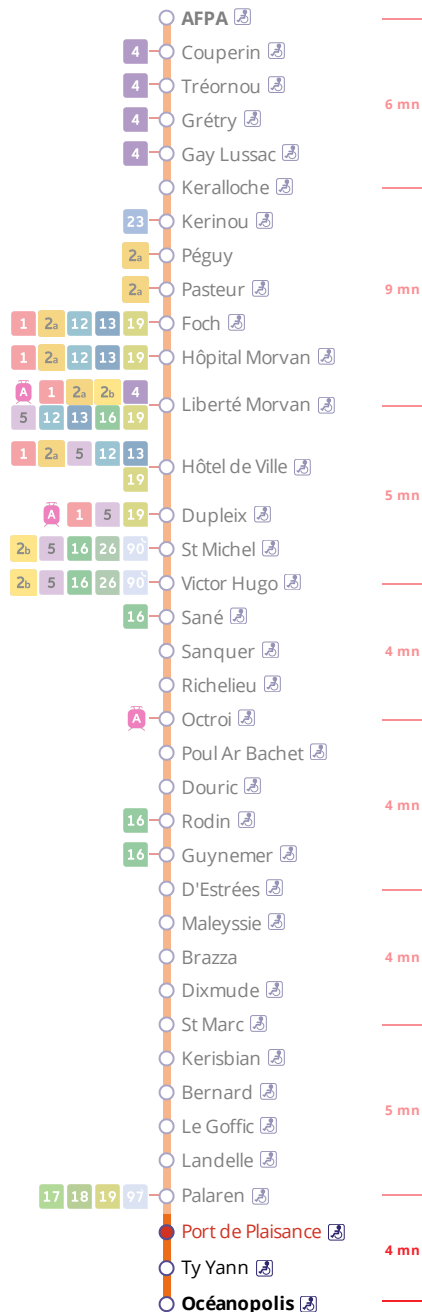 AFPA
4 Couperin
4 Tréornou
6 mn
4 Grétry
4 Gay Lussac
Keralloche
23 Kerinou
2a Péguy
2a Pasteur
9 mn
1 2a 12 13 19 Foch
1 2a 12 13 19 Hôpital Morvan
A 1 2a 2b 4
Liberté Morvan
5 12 13 16 19
1 2a 5 12 13
Hôtel de Ville
19
5 mn
A 1 5 19 Dupleix
2b 5 16 26 90 St Michel
2b 5 16 26 90 Victor Hugo
16 Sané
Sanquer
4 mn
Richelieu
A Octroi
Poul Ar Bachet
Douric
4 mn
16 Rodin
16 Guynemer
D'Estrées
Maleyssie
Brazza
4 mn
Dixmude
St Marc
Kerisbian
Bernard
5 mn
Le Goffic
Landelle
17 18 19 97 Palaren
Port de Plaisance
4 mn
Ty Yann
Océanopolis